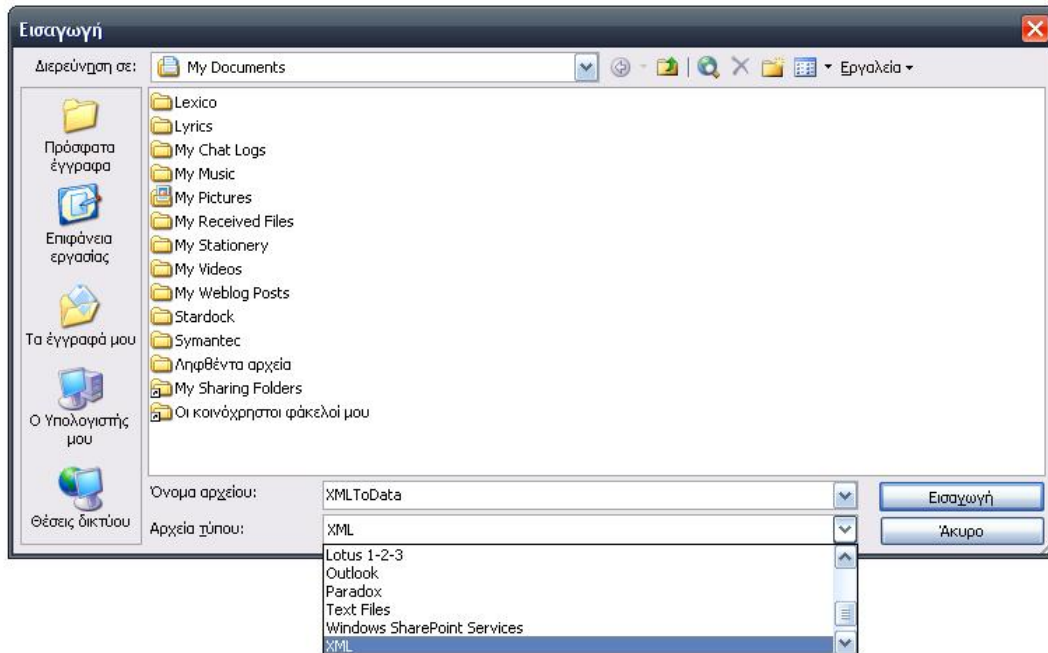 Εισαγωγή
Διερεύνηση σε:
My Documents
Εργαλεία
Πρόσφατα
έγγραφα
Επιφάνεια
εργασίας
Τα έγγραφά μου
Ο Υπολογιστής
μου
Θέσεις δικτύου
Lexico
Lyrics
My Chat Logs
My Music
My Pictures
My Received Files
My Stationery
My Videos
My Weblog Posts
Stardock
Symantec
Ληφθέντα αρχεία
My Sharing Folders
Οι κοινόχρηστοι φάκελοί μου
Όνομα αρχείου:
XMLToData
Εισαγωγή
Αρχεία τύπου:
XML
Άκυρο
Lotus 1-2-3
Outlook
Paradox
Text Files
Windows SharePoint Services
XML